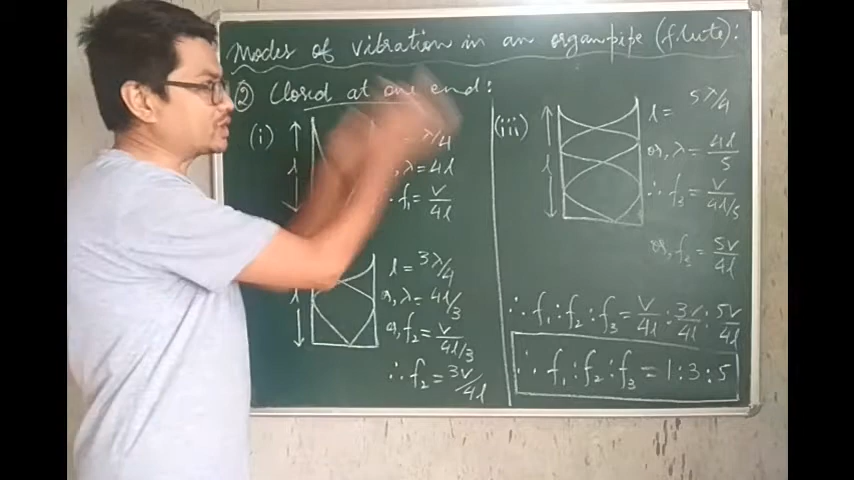 Modes of vibration in an organ pipe (flute):
② Closed at one end:
(i)
l
λ/4
λ = 4l
∴ f₁ = v/4l
l = 3λ/4
or, λ = 4l/3
or, f₂ = v/4l/3
∴ f₂ = 3v/4l
(iii)
l
l = 5λ/4
or, λ = 4l/5
∴ f₃ = v/4l/5
or, f₃ = 5v/4l
∴ f₁ : f₂ : f₃ = v/4l : 3v/4l : 5v/4l
∴ f₁ : f₂ : f₃ = 1 : 3 : 5